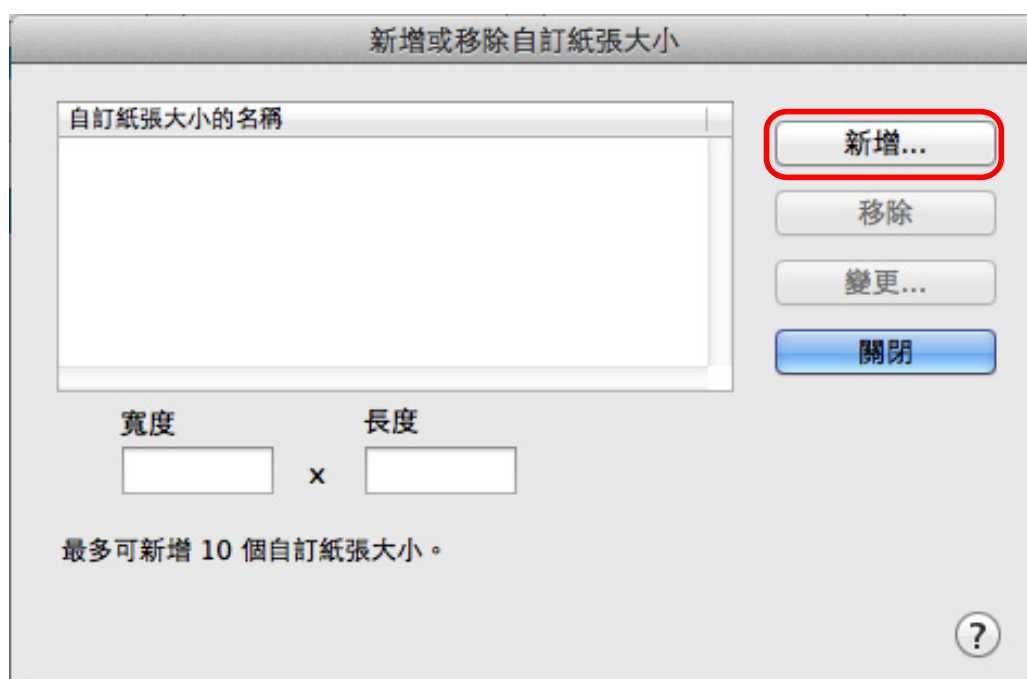 新增或移除自訂紙張大小
自訂紙張大小的名稱
新增...
移除
變更...
關閉
寬度
長度
x
最多可新增 10 個自訂紙張大小。
?